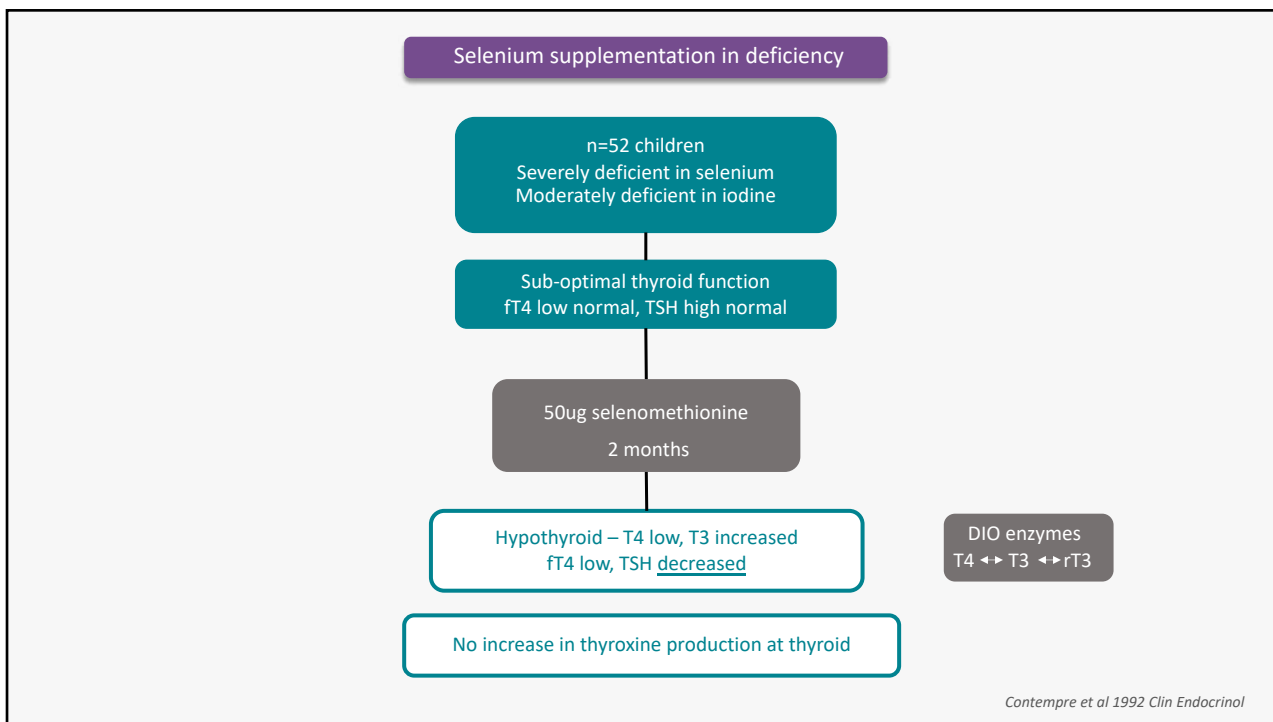 Selenium supplementation in deficiency
n=52 children
Severely deficient in selenium
Moderately deficient in iodine
Sub-optimal thyroid function
fT4 low normal, TSH high normal
50ug selenomethionine
2 months
Hypothyroid – T4 low, T3 increased
fT4 low, TSH decreased
DIO enzymes
T4 ↔ T3 ↔ rT3
No increase in thyroxine production at thyroid
Contempre et al 1992 Clin Endocrinol